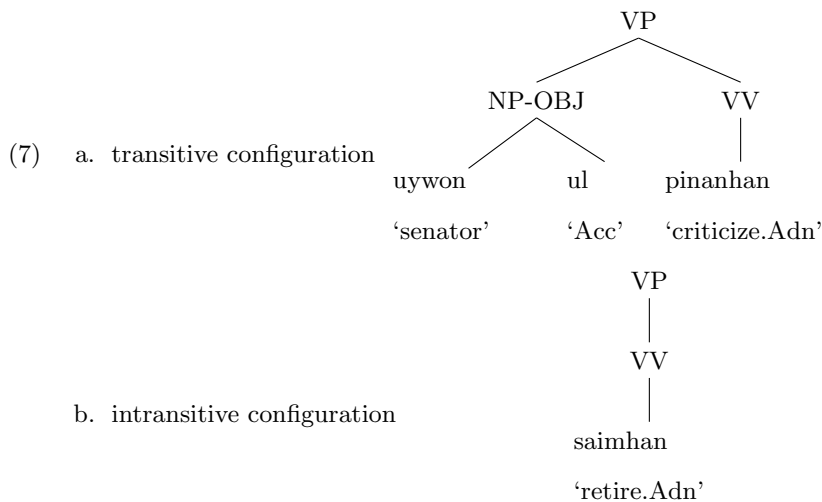 VP
NP-OBJ VV
(7) a. transitive configuration
uywon ul pinanhan
‘senator’ ‘Acc’ ‘criticize.Adn’
VP
VV
b. intransitive configuration
saimhan
‘retire.Adn’